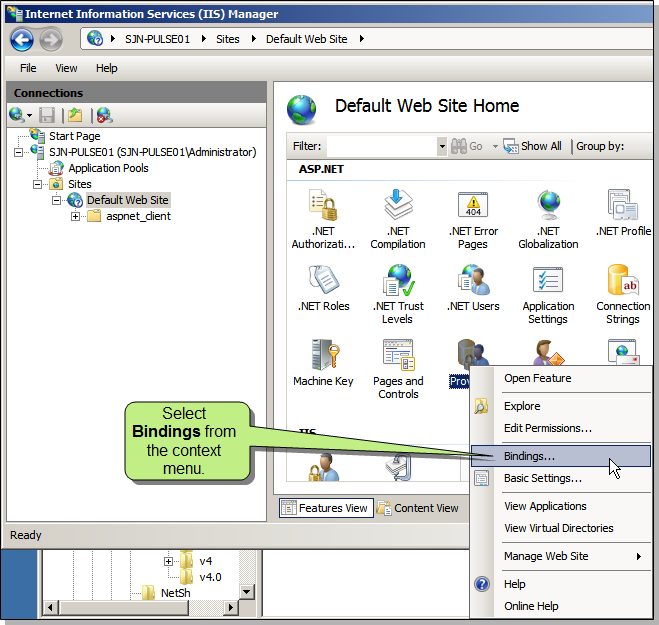 Internet Information Services (IIS) Manager
SJN-PULSE01 Sites Default Web Site
File View Help
Connections
Start Page
SJN-PULSE01 (SJN-PULSE01\Administrator)
Application Pools
Sites
Default Web Site
aspnet_client
Default Web Site Home
Filter: Go Show All Group by:
ASP.NET
404
.NET Authorizati...
.NET Compilation
.NET Error Pages
.NET Globalization
.NET Profile
ab
.NET Roles
.NET Trust Levels
.NET Users
Application Settings
Connection Strings
Machine Key
Pages and Controls
Prov
IIS
Select
Bindings from
the context
menu.
Open Feature
Explore
Edit Permissions...
Bindings...
Basic Settings...
View Applications
View Virtual Directories
Manage Web Site
Help
Online Help
Features View Content View
Ready
v4
v4.0
NetSh